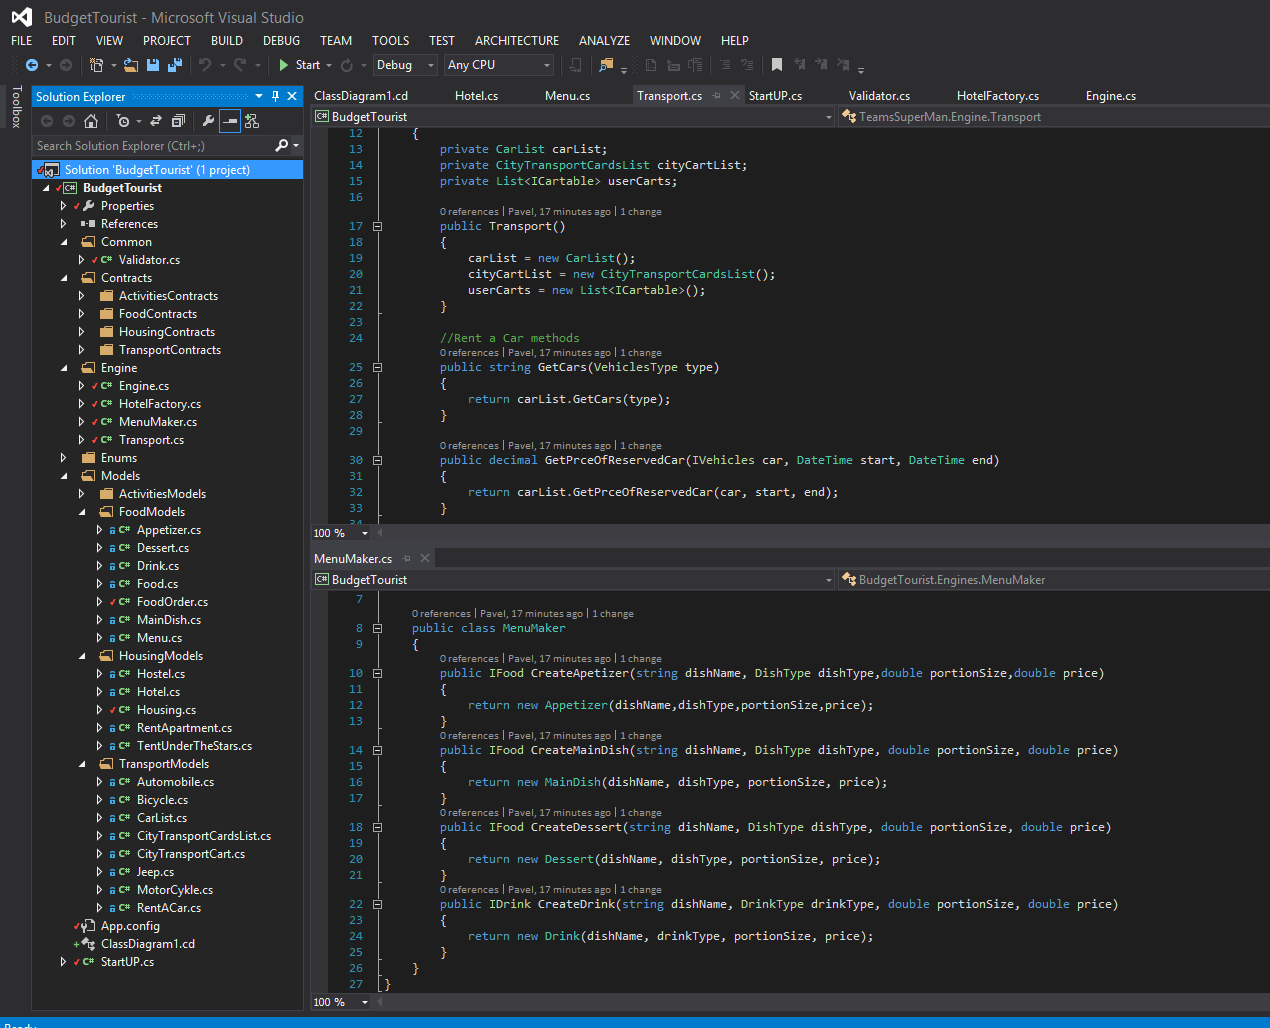 BudgetTourist - Microsoft Visual Studio
FILE EDIT VIEW PROJECT BUILD DEBUG TEAM TOOLS TEST ARCHITECTURE ANALYZE WINDOW HELP
Start Debug Any CPU
Toolbox
Solution Explorer
Search Solution Explorer (Ctrl+;)
Solution 'BudgetTourist' (1 project)
BudgetTourist
Properties
References
Common
Validator.cs
Contracts
ActivitiesContracts
FoodContracts
HousingContracts
TransportContracts
Engine
Engine.cs
HotelFactory.cs
MenuMaker.cs
Transport.cs
Enums
Models
ActivitiesModels
FoodModels
Appetizer.cs
Dessert.cs
Drink.cs
Food.cs
FoodOrder.cs
MainDish.cs
Menu.cs
HousingModels
Hostel.cs
Hotel.cs
Housing.cs
RentApartment.cs
TentUnderTheStars.cs
TransportModels
Automobile.cs
Bicycle.cs
CarList.cs
CityTransportCardsList.cs
CityTransportCart.cs
Jeep.cs
MotorCykle.cs
RentACar.cs
App.config
ClassDiagram1.cd
StartUP.cs
ClassDiagram1.cd Hotel.cs Menu.cs Transport.cs StartUP.cs Validator.cs HotelFactory.cs Engine.cs
C# BudgetTourist TeamsSuperMan.Engine.Transport
12 {
13 private CarList carList;
14 private CityTransportCardsList cityCartList;
15 private List<ICartable> userCarts;
16
0 references | Pavel, 17 minutes ago | 1 change
17 public Transport()
18 {
19 carList = new CarList();
20 cityCartList = new CityTransportCardsList();
21 userCarts = new List<ICartable>();
22 }
23
24 //Rent a Car methods
0 references | Pavel, 17 minutes ago | 1 change
25 public string GetCars(VehiclesType type)
26 {
27 return carList.GetCars(type);
28 }
29
0 references | Pavel, 17 minutes ago | 1 change
30 public decimal GetPrceOfReservedCar(IVehicles car, DateTime start, DateTime end)
31 {
32 return carList.GetPrceOfReservedCar(car, start, end);
33 }
34
100 %
MenuMaker.cs
C# BudgetTourist BudgetTourist.Engines.MenuMaker
7
0 references | Pavel, 17 minutes ago | 1 change
8 public class MenuMaker
9 {
0 references | Pavel, 17 minutes ago | 1 change
10 public IFood CreateApetizer(string dishName, DishType dishType,double portionSize,double price)
11 {
12 return new Appetizer(dishName,dishType,portionSize,price);
13 }
0 references | Pavel, 17 minutes ago | 1 change
14 public IFood CreateMainDish(string dishName, DishType dishType, double portionSize, double price)
15 {
16 return new MainDish(dishName, dishType, portionSize, price);
17 }
0 references | Pavel, 17 minutes ago | 1 change
18 public IFood CreateDessert(string dishName, DishType dishType, double portionSize, double price)
19 {
20 return new Dessert(dishName, dishType, portionSize, price);
21 }
0 references | Pavel, 17 minutes ago | 1 change
22 public IDrink CreateDrink(string dishName, DrinkType drinkType, double portionSize, double price)
23 {
24 return new Drink(dishName, drinkType, portionSize, price);
25 }
26 }
27 }
100 %
Ready